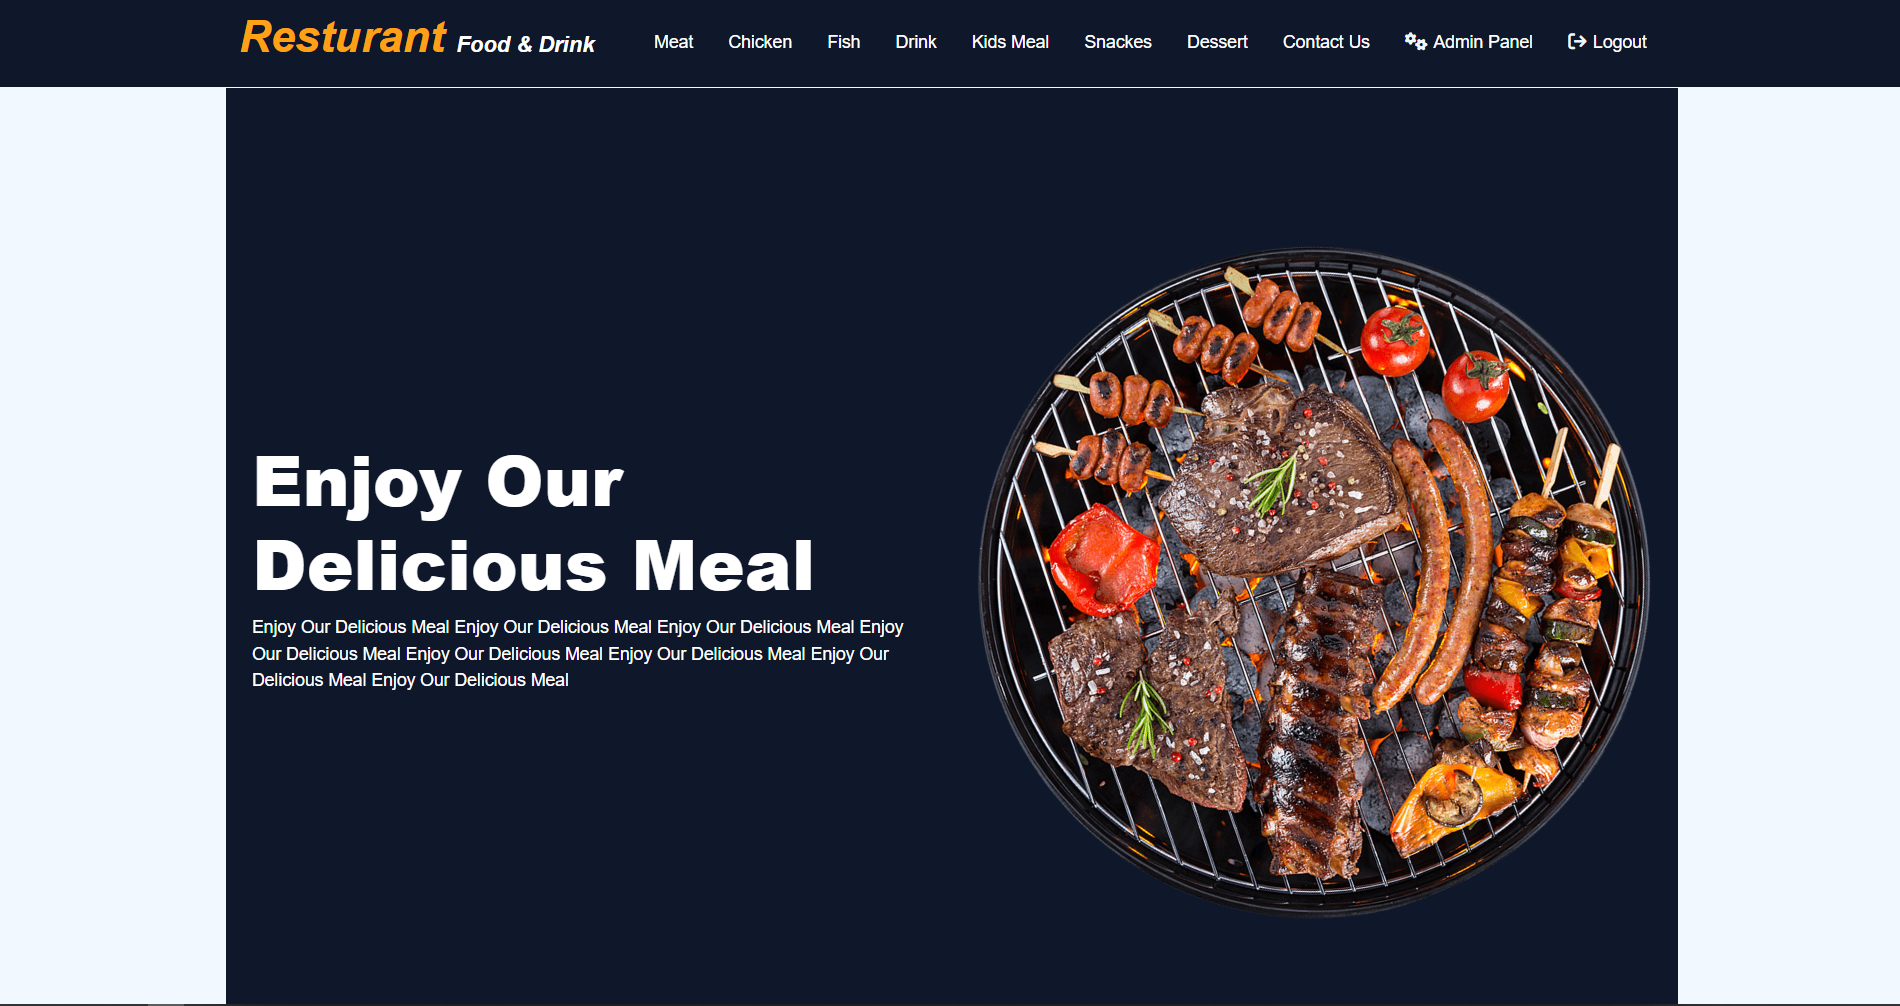 Resturant Food & Drink Meat Chicken Fish Drink Kids Meal Snackes Dessert Contact Us Admin Panel Logout
Enjoy Our
Delicious Meal
Enjoy Our Delicious Meal Enjoy Our Delicious Meal Enjoy Our Delicious Meal Enjoy
Our Delicious Meal Enjoy Our Delicious Meal Enjoy Our Delicious Meal Enjoy Our
Delicious Meal Enjoy Our Delicious Meal